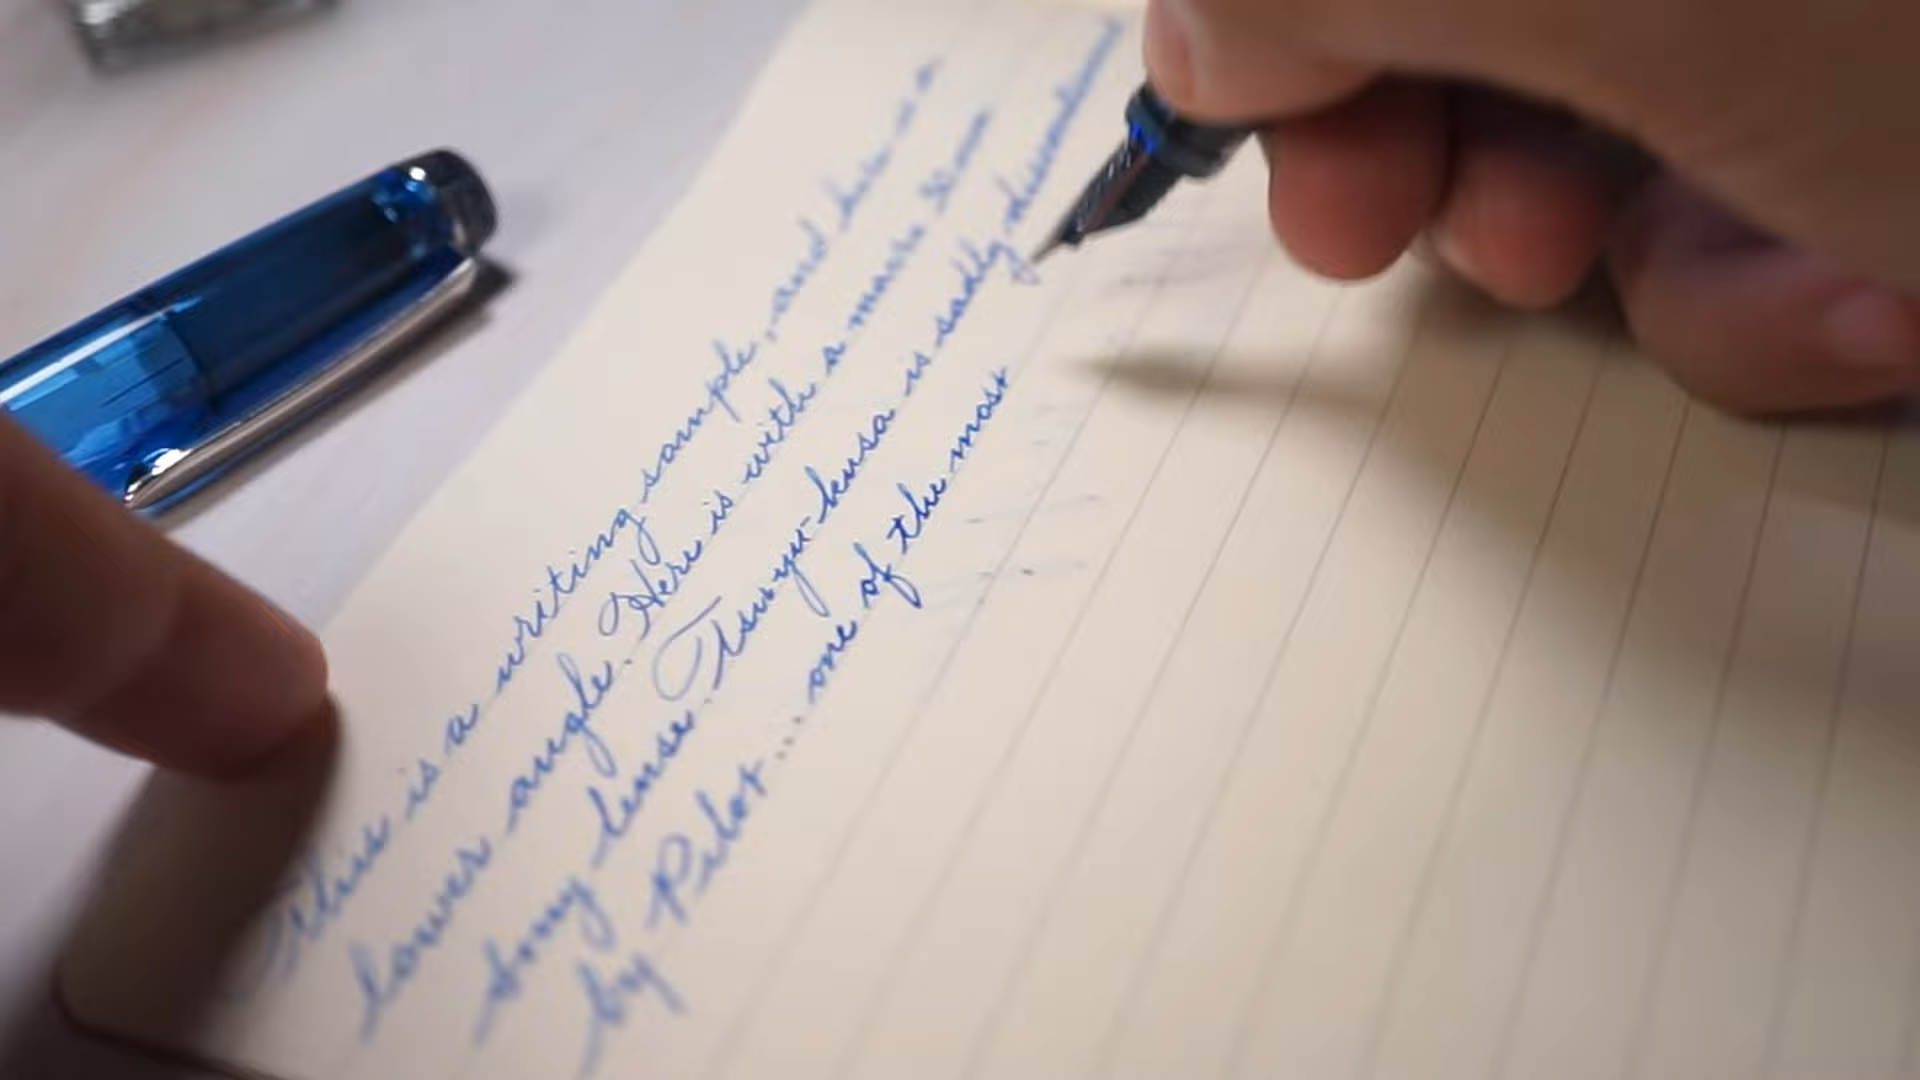 This is a writing sample, and here is a
lower angle. Here is with a macro
Sony lense. Tsuyu-kusa is sadly discontinued
by Pilot... one of the most